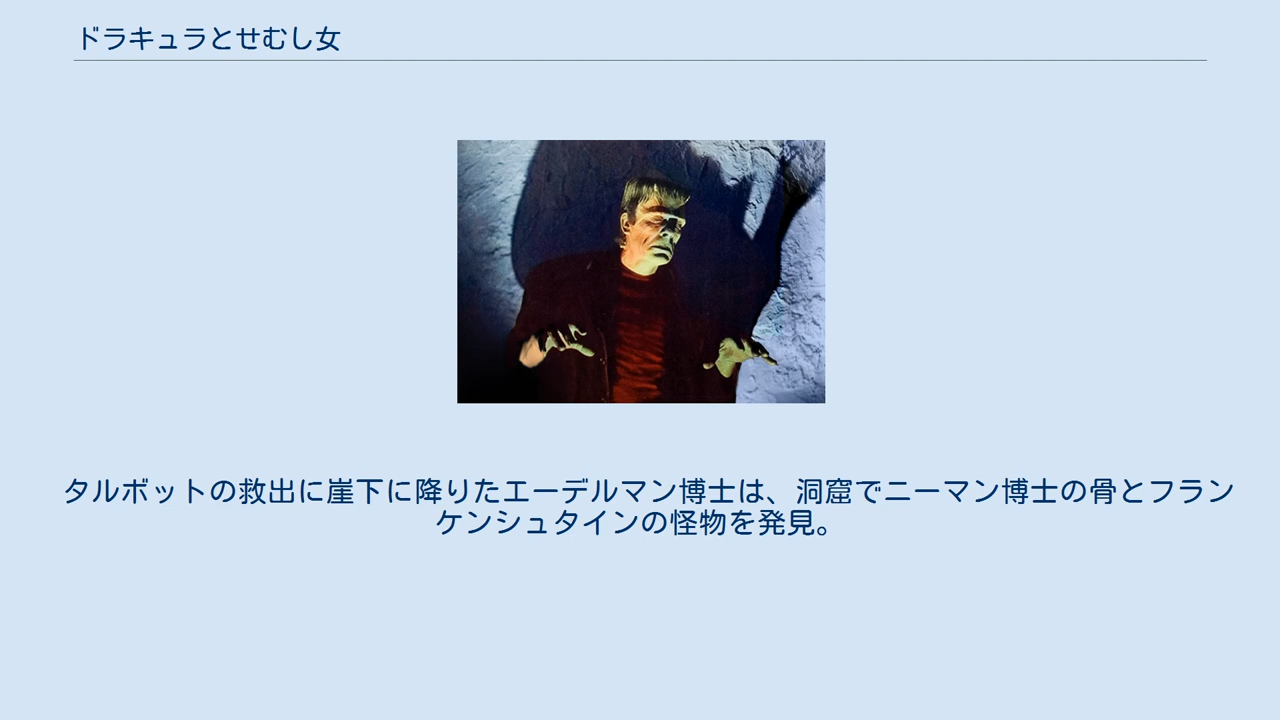 ドラキュラとせむし女
タルボットの救出に崖下に降りたエーデルマン博士は、洞窟でニーマン博士の骨とフラン
ケンシュタインの怪物を発見。